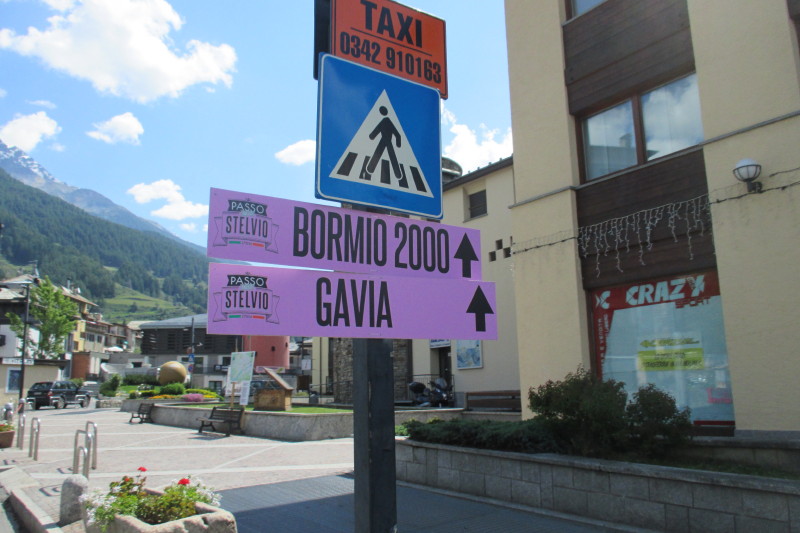 TAXI
0342 910163
PASSO
STELVIO
BORMIO 2000
PASSO
STELVIO
GAVIA
CRAZY